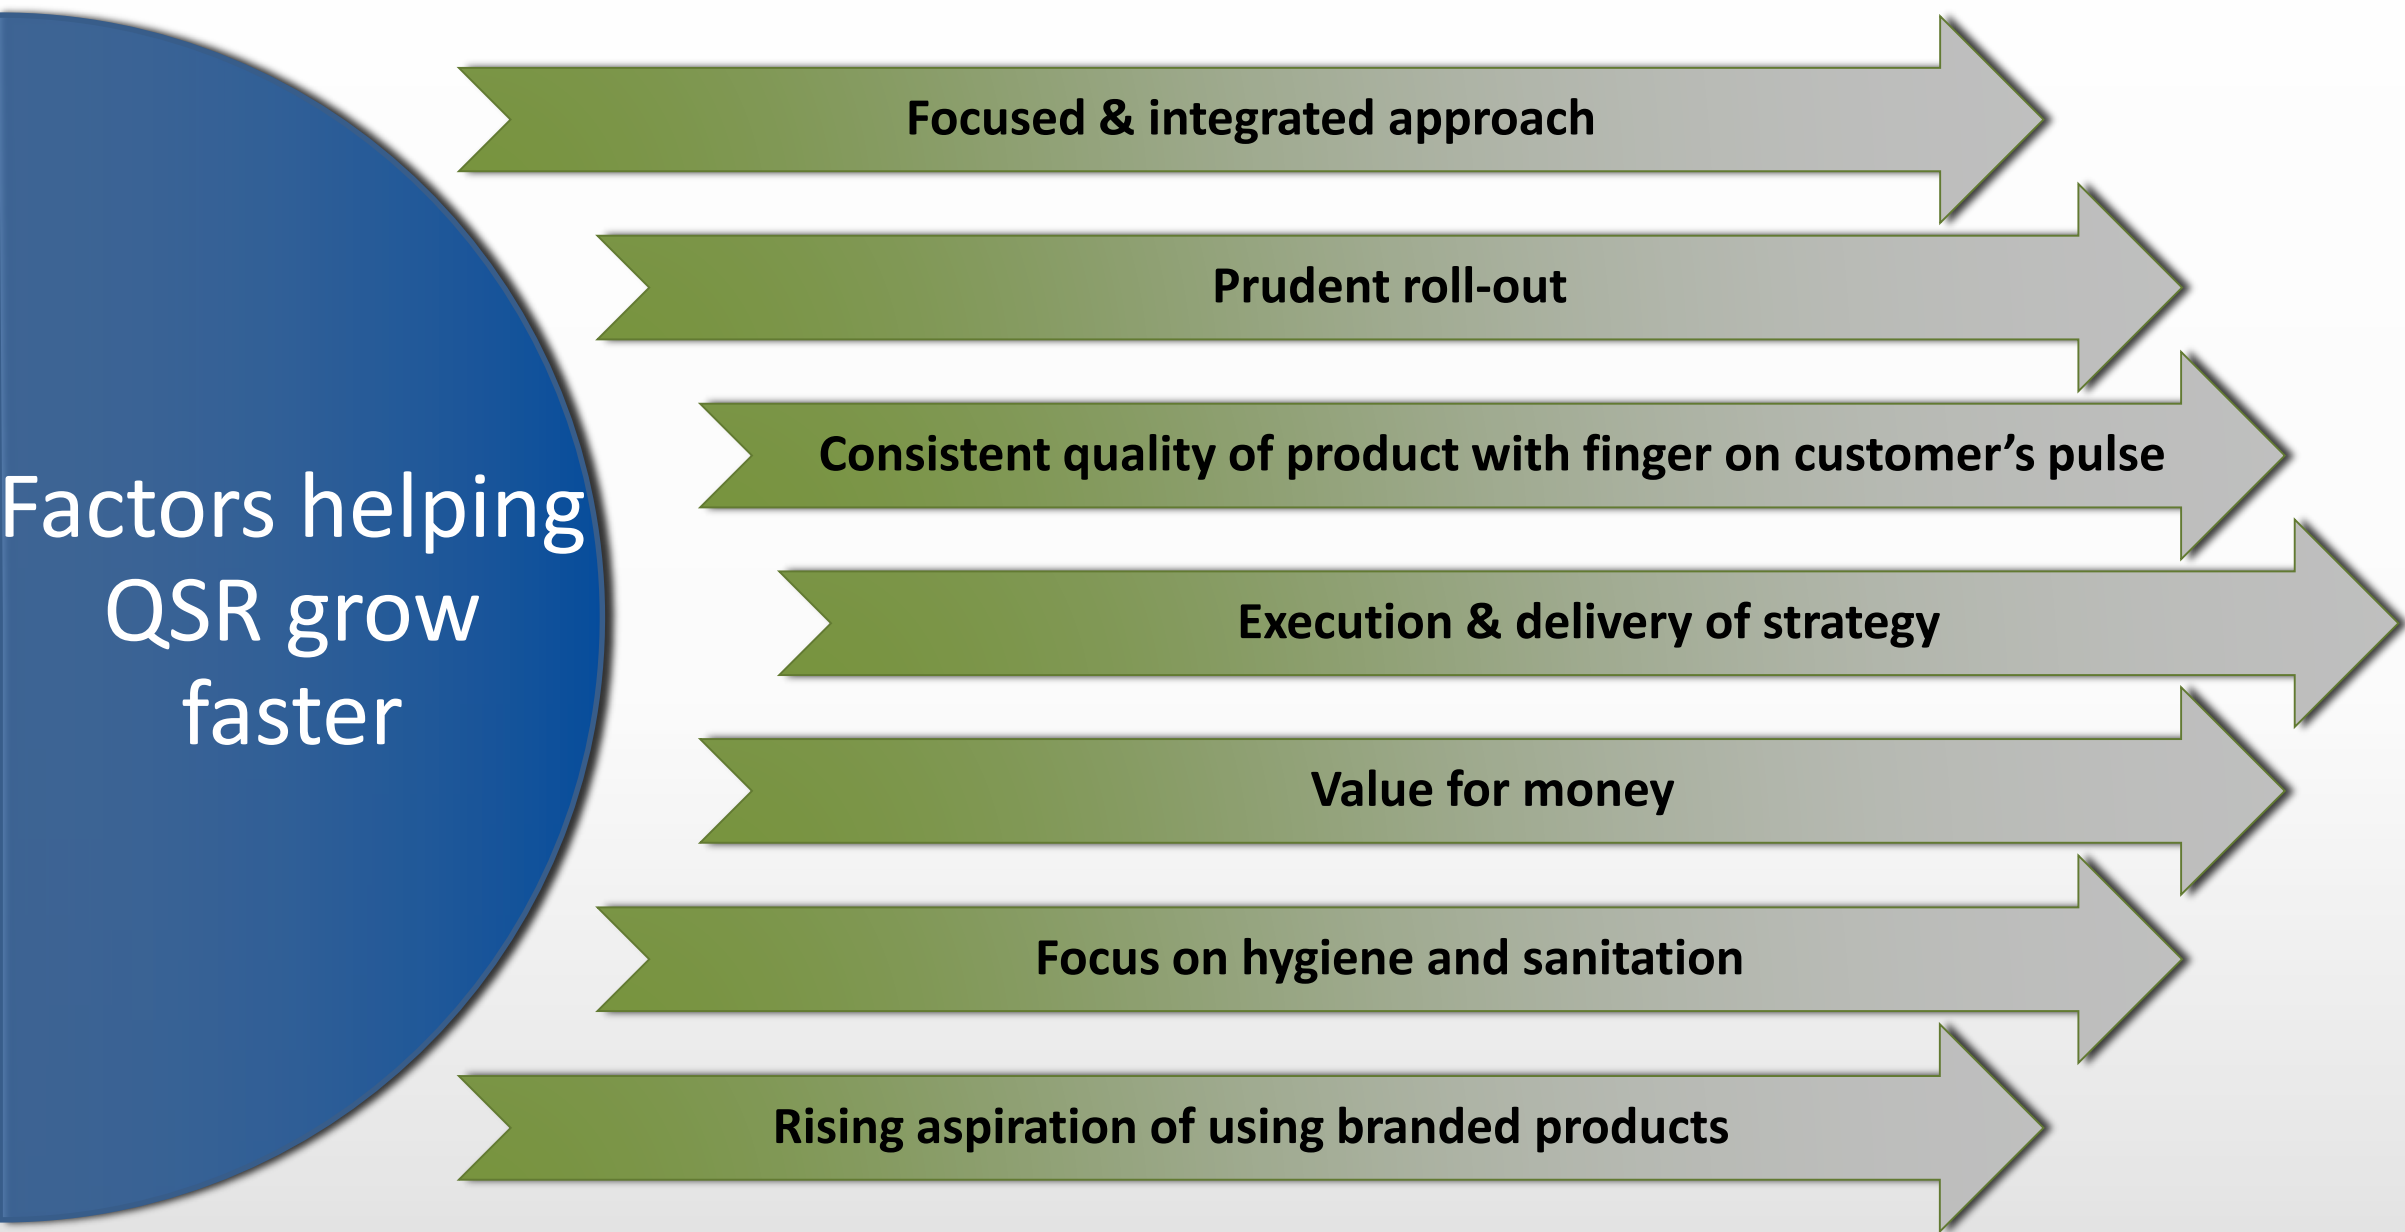 Factors helping
QSR grow
faster
Focused & integrated approach
Prudent roll-out
Consistent quality of product with finger on customer’s pulse
Execution & delivery of strategy
Value for money
Focus on hygiene and sanitation
Rising aspiration of using branded products